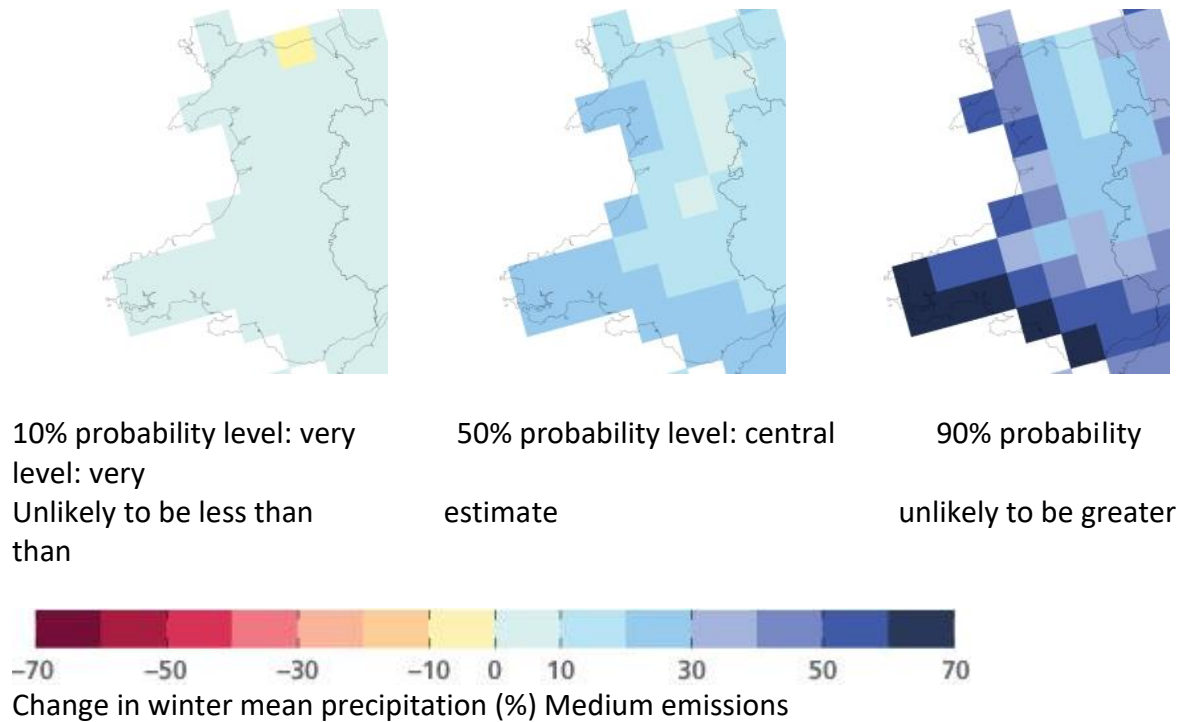 10% probability level: very 50% probability level: central 90% probability
level: very
Unlikely to be less than estimate unlikely to be greater
than
–70 –50 –30 –10 0 10 30 50 70
Change in winter mean precipitation (%) Medium emissions